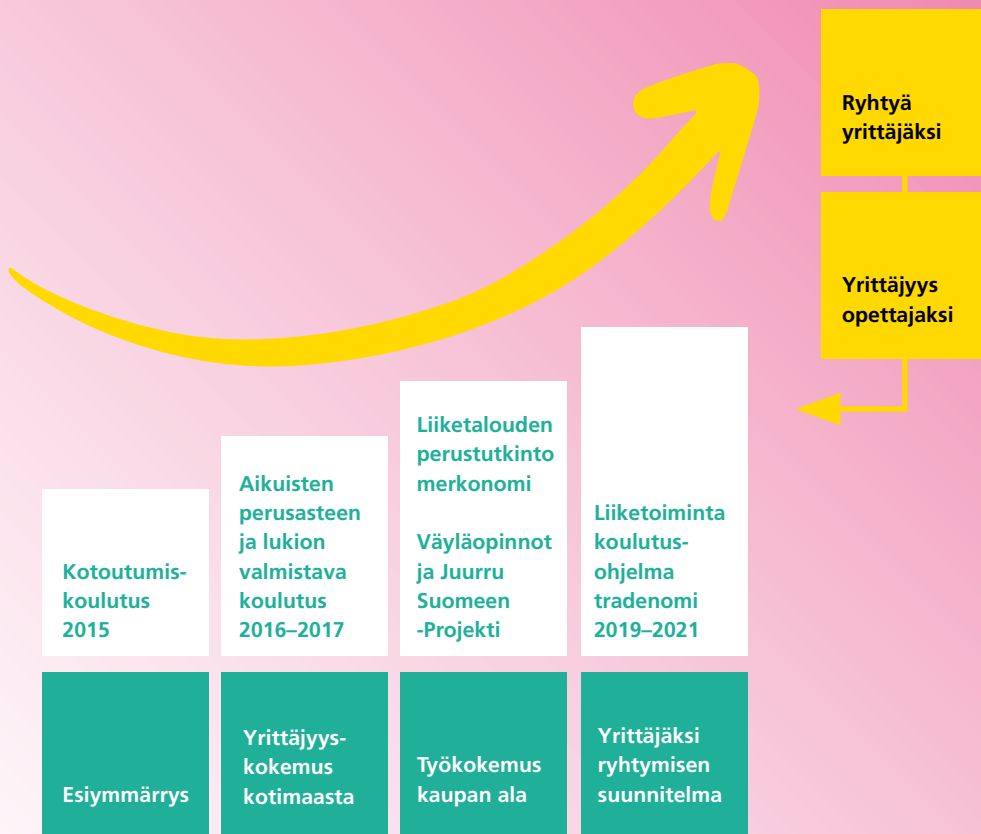 Ryhtyä
yrittäjäksi
Yrittäjyys
opettajaksi
Kotoutumis-
koulutus
2015
Aikuisten
perusasteen
ja lukion
valmistava
koulutus
2016–2017
Liiketalouden
perustutkinto
merkonomi
Väyläopinnot
ja Juurru
Suomeen
-Projekti
Liiketoiminta
koulutus-
ohjelma
tradenomi
2019–2021
Esiymmärrys
Yrittäjyys-
kokemus
kotimaasta
Työkokemus
kaupan ala
Yrittäjäksi
ryhtymisen
suunnitelma